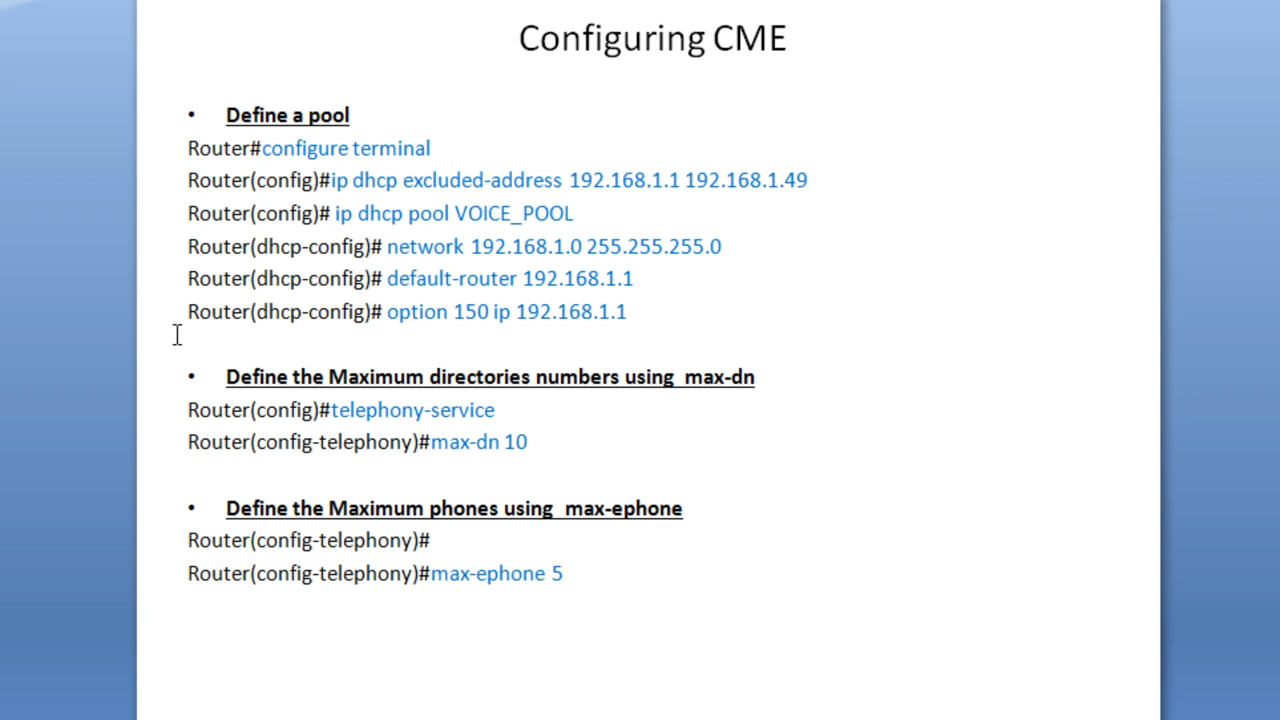 Configuring CME
• Define a pool
Router#configure terminal
Router(config)#ip dhcp excluded-address 192.168.1.1 192.168.1.49
Router(config)# ip dhcp pool VOICE_POOL
Router(dhcp-config)# network 192.168.1.0 255.255.255.0
Router(dhcp-config)# default-router 192.168.1.1
Router(dhcp-config)# option 150 ip 192.168.1.1
• Define the Maximum directories numbers using  max-dn
Router(config)#telephony-service
Router(config-telephony)#max-dn 10
• Define the Maximum phones using  max-ephone
Router(config-telephony)#
Router(config-telephony)#max-ephone 5